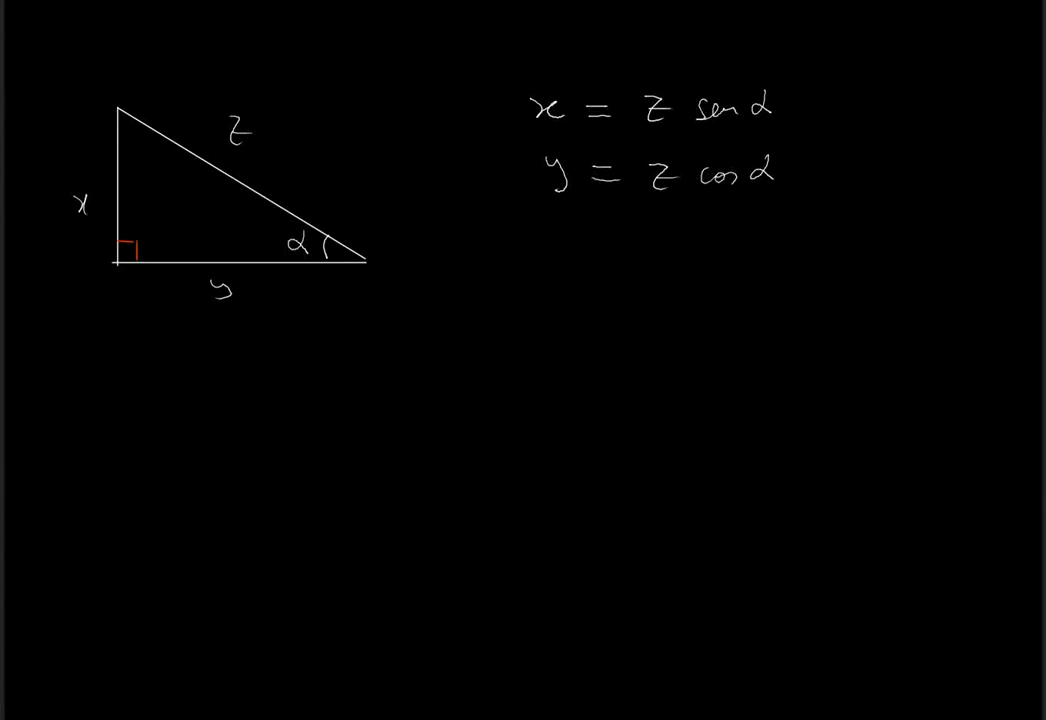 z
x = z sen α
y = z cos α
x
α
y